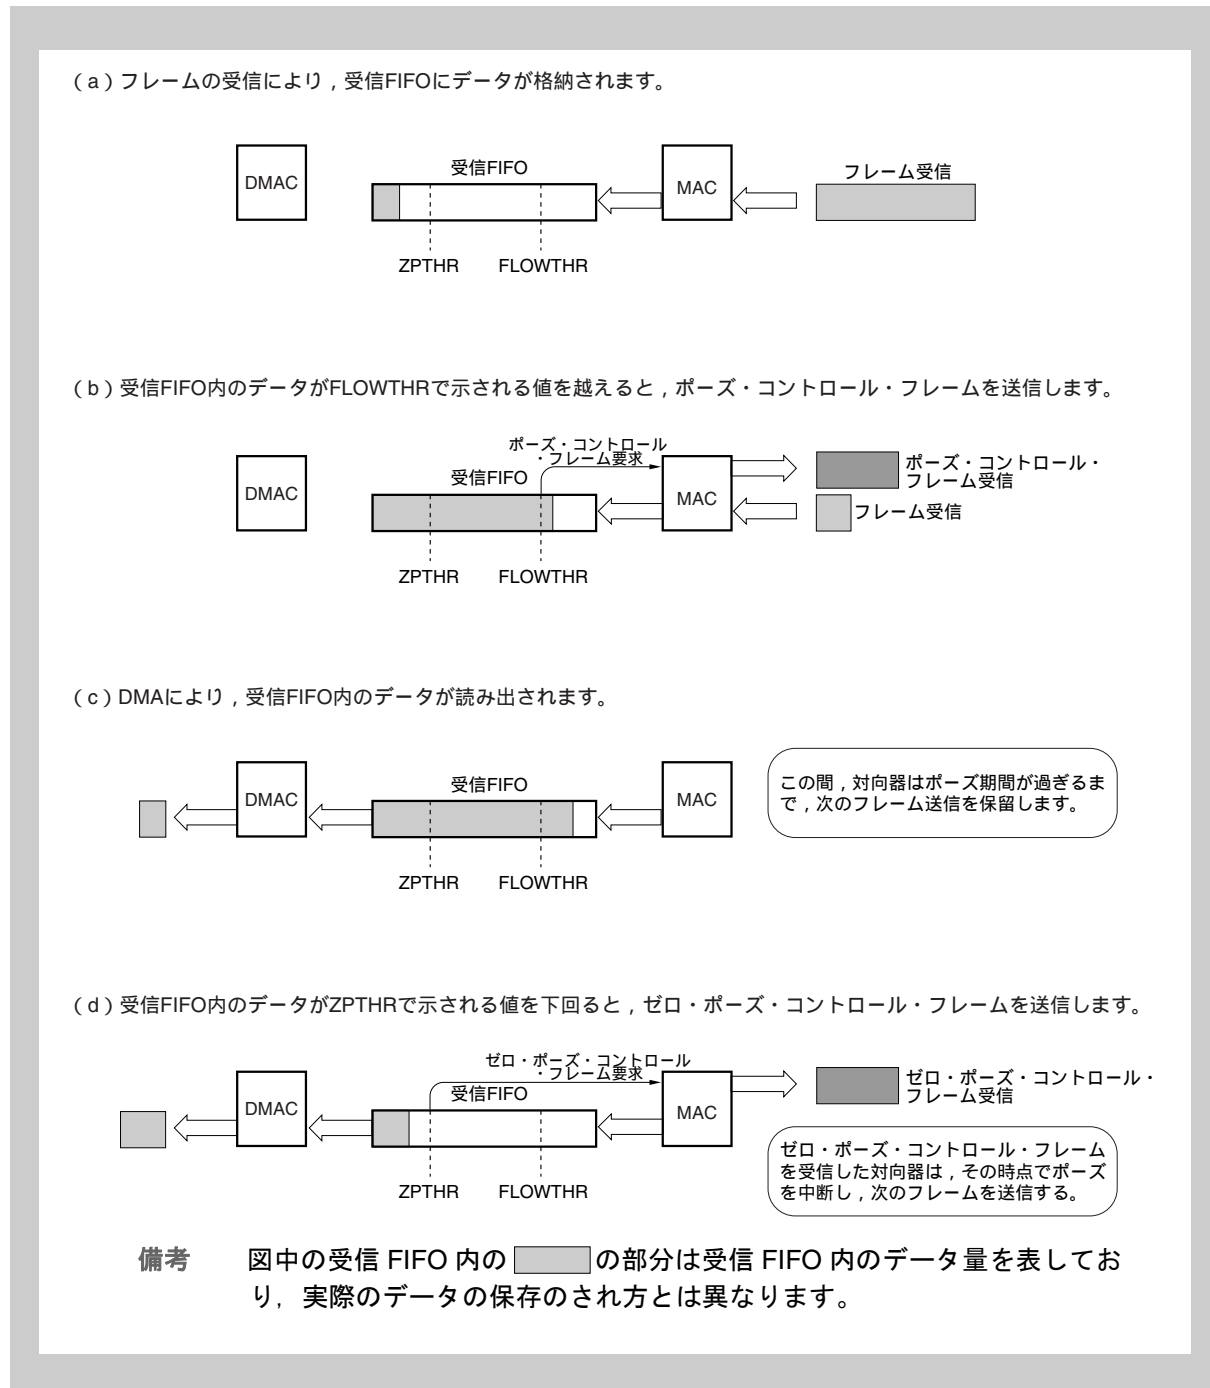 （a）フレームの受信により，受信FIFOにデータが格納されます。
DMAC
受信FIFO
MAC
フレーム受信
ZPTHR
FLOWTHR
（b）受信FIFO内のデータがFLOWTHRで示される値を越えると，ポーズ・コントロール・フレームを送信します。
ポーズ・コントロール
・フレーム要求
DMAC
受信FIFO
MAC
ポーズ・コントロール・
フレーム受信
フレーム受信
ZPTHR
FLOWTHR
（c）DMAにより，受信FIFO内のデータが読み出されます。
DMAC
受信FIFO
MAC
この間，対向器はポーズ期間が過ぎるま
で，次のフレーム送信を保留します。
ZPTHR
FLOWTHR
（d）受信FIFO内のデータがZPTHRで示される値を下回ると，ゼロ・ポーズ・コントロール・フレームを送信します。
ゼロ・ポーズ・コントロール
・フレーム要求
DMAC
受信FIFO
MAC
ゼロ・ポーズ・コントロール・
フレーム受信
ZPTHR
FLOWTHR
ゼロ・ポーズ・コントロール・フレーム
を受信した対向器は，その時点でポーズ
を中断し，次のフレームを送信する。
備考 図中の受信 FIFO 内の の部分は受信 FIFO 内のデータ量を表してお
り，実際のデータの保存のされ方とは異なります。